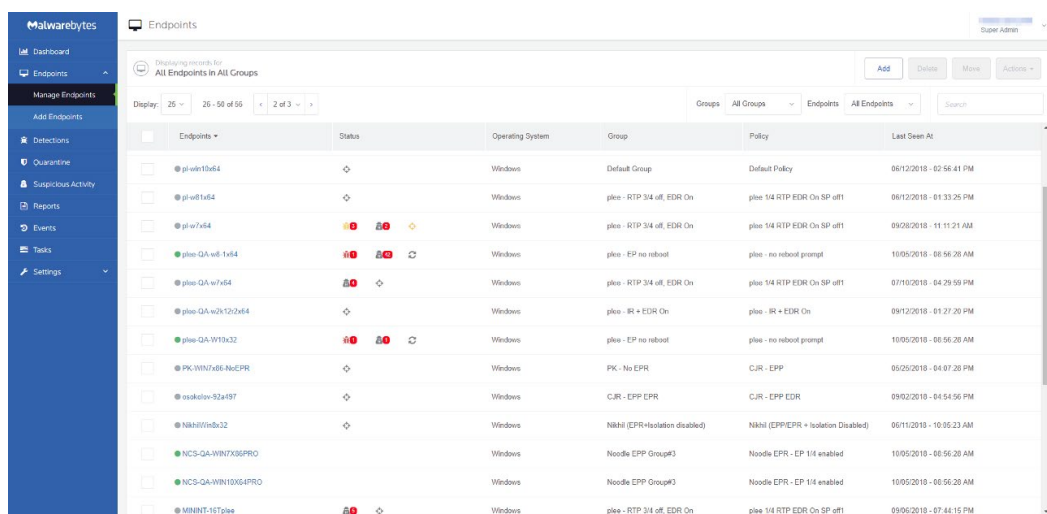 Malwarebytes
Endpoints
Super Admin
Dashboard
Endpoints
Manage Endpoints
Add Endpoints
Detections
Quarantine
Suspicious Activity
Reports
Events
Tasks
Settings
Displaying records for
All Endpoints in All Groups
Add Delete Move Actions
Display: 25 26 - 50 of 56 < 2 of 3 > Groups All Groups Endpoints All Endpoints Search
Endpoints Status Operating System Group Policy Last Seen At
pl-win10x64 Windows Default Group Default Policy 06/12/2018 - 02:56:41 PM
pl-w81x64 Windows plee - RTP 3/4 off, EDR On plee 1/4 RTP EDR On SP off1 06/12/2018 - 01:33:25 PM
pl-w7x64 2 2 Windows plee - RTP 3/4 off, EDR On plee 1/4 RTP EDR On SP off1 09/28/2018 - 11:11:21 AM
plee-QA-w8-1x64 1 12 Windows plee - EP no reboot plee - no reboot prompt 10/05/2018 - 08:56:28 AM
plee-QA-w7x64 4 Windows plee - RTP 3/4 off, EDR On plee 1/4 RTP EDR On SP off1 07/10/2018 - 04:29:59 PM
plee-QA-w2k12r2x64 Windows plee - IR + EDR On plee - IR + EDR On 09/12/2018 - 01:27:20 PM
plee-QA-W10x32 Windows plee - EP no reboot plee - no reboot prompt 10/05/2018 - 08:56:28 AM
PK-WIN7x86-NoEPR Windows PK - No EPR CJR - EPP 05/25/2018 - 04:07:28 PM
osokolov-92a497 Windows CJR - EPP EPR CJR - EPP EDR 09/02/2018 - 04:54:56 PM
NikhilWin8x32 Windows Nikhil (EPR+Isolation disabled) Nikhil (EPP/EPR + Isolation Disabled) 06/11/2018 - 10:05:23 AM
NCS-QA-WIN7X86PRO Windows Noodle EPP Group#3 Noodle EPR - EP 1/4 enabled 10/05/2018 - 08:56:28 AM
NCS-QA-WIN10X64PRO Windows Noodle EPP Group#3 Noodle EPR - EP 1/4 enabled 10/05/2018 - 08:56:28 AM
MININT-16Tplee 5 Windows plee - RTP 3/4 off, EDR On plee 1/4 RTP EDR On SP off1 09/06/2018 - 07:44:15 PM